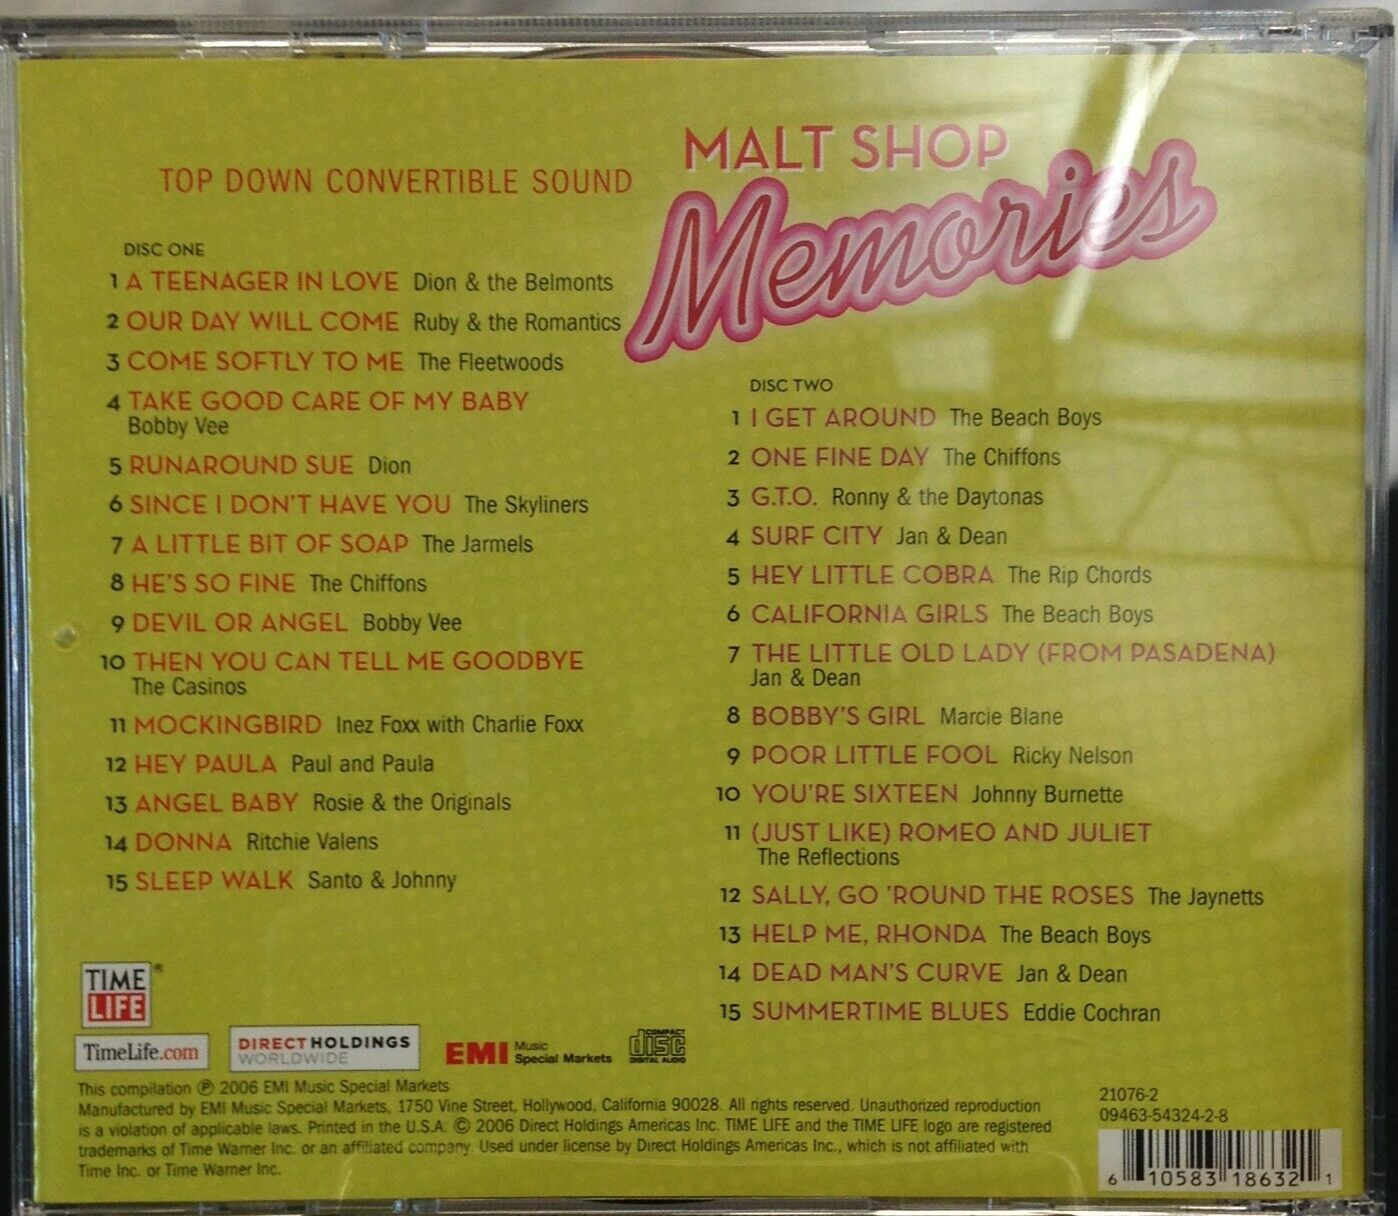 MALT SHOP
Memories
TOP DOWN CONVERTIBLE SOUND
DISC ONE
1 A TEENAGER IN LOVE Dion & the Belmonts
2 OUR DAY WILL COME Ruby & the Romantics
3 COME SOFTLY TO ME The Fleetwoods
4 TAKE GOOD CARE OF MY BABY
Bobby Vee
5 RUNAROUND SUE Dion
6 SINCE I DON'T HAVE YOU The Skyliners
7 A LITTLE BIT OF SOAP The Jarmels
8 HE'S SO FINE The Chiffons
9 DEVIL OR ANGEL Bobby Vee
10 THEN YOU CAN TELL ME GOODBYE
The Casinos
11 MOCKINGBIRD Inez Foxx with Charlie Foxx
12 HEY PAULA Paul and Paula
13 ANGEL BABY Rosie & the Originals
14 DONNA Ritchie Valens
15 SLEEP WALK Santo & Johnny
DISC TWO
1 I GET AROUND The Beach Boys
2 ONE FINE DAY The Chiffons
3 G.T.O. Ronny & the Daytonas
4 SURF CITY Jan & Dean
5 HEY LITTLE COBRA The Rip Chords
6 CALIFORNIA GIRLS The Beach Boys
7 THE LITTLE OLD LADY (FROM PASADENA)
Jan & Dean
8 BOBBY'S GIRL Marcie Blane
9 POOR LITTLE FOOL Ricky Nelson
10 YOU'RE SIXTEEN Johnny Burnette
11 (JUST LIKE) ROMEO AND JULIET
The Reflections
12 SALLY, GO 'ROUND THE ROSES The Jaynetts
13 HELP ME, RHONDA The Beach Boys
14 DEAD MAN'S CURVE Jan & Dean
15 SUMMERTIME BLUES Eddie Cochran
TIME ®
LIFE
TimeLife.com
DIRECT HOLDINGS
WORLDWIDE
EMI Music
Special Markets
COMPACT
disc
DIGITAL AUDIO
This compilation ℗ 2006 EMI Music Special Markets
Manufactured by EMI Music Special Markets, 1750 Vine Street, Hollywood, California 90028. All rights reserved. Unauthorized reproduction
is a violation of applicable laws. Printed in the U.S.A. © 2006 Direct Holdings Americas Inc. TIME LIFE and the TIME LIFE logo are registered
trademarks of Time Warner Inc. or an affiliated company. Used under license by Direct Holdings Americas Inc., which is not affiliated with
Time Inc. or Time Warner Inc.
21076-2
09463-54324-2-8
6 10583 18632 1